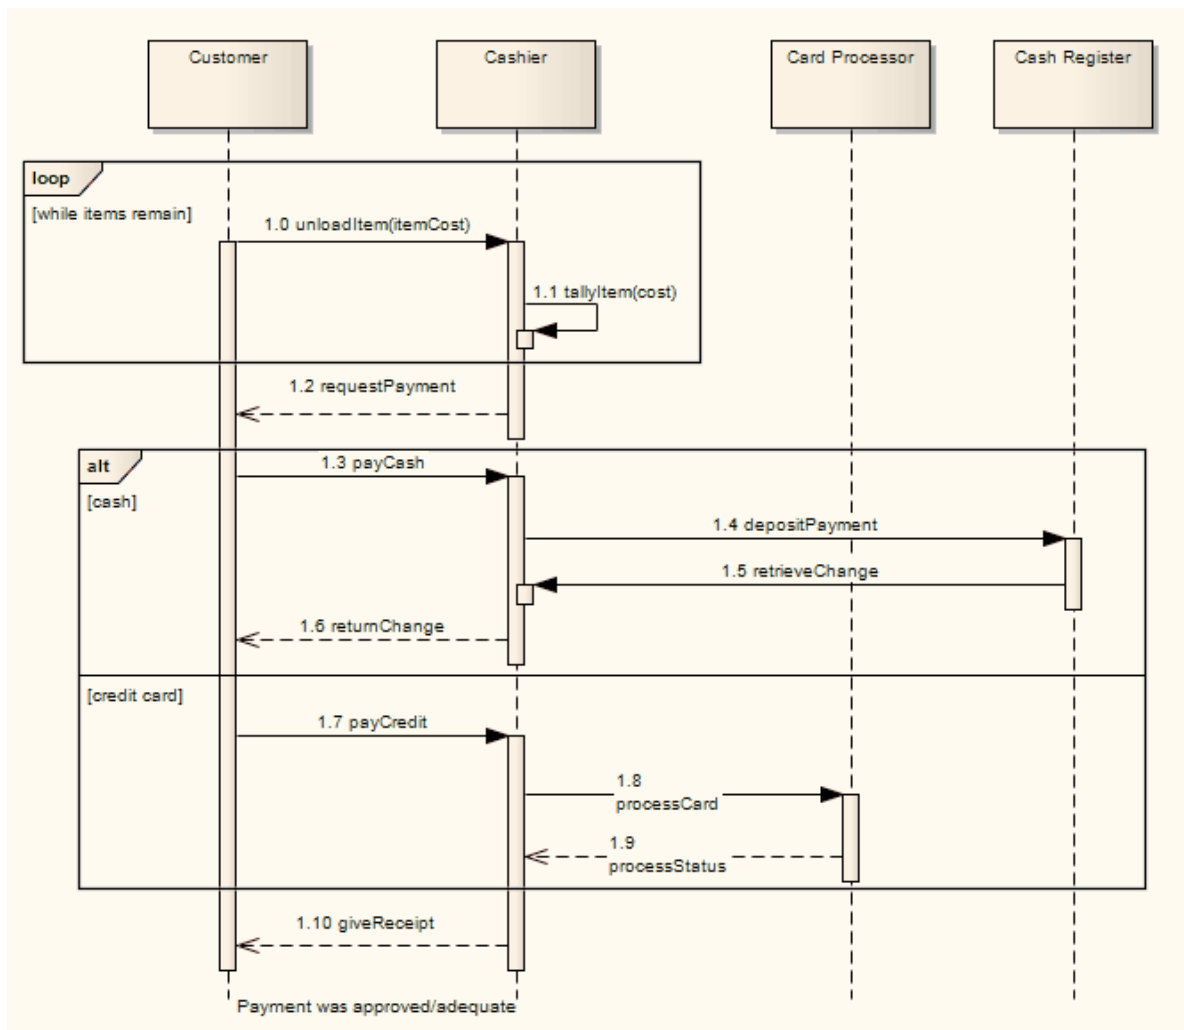 Customer
Cashier
Card Processor
Cash Register
loop
[while items remain]
1.0 unloadItem(itemCost)
1.1 tallyItem(cost)
1.2 requestPayment
alt
1.3 payCash
[cash]
1.4 depositPayment
1.5 retrieveChange
1.6 returnChange
[credit card]
1.7 payCredit
1.8
processCard
1.9
processStatus
1.10 giveReceipt
Payment was approved/adequate